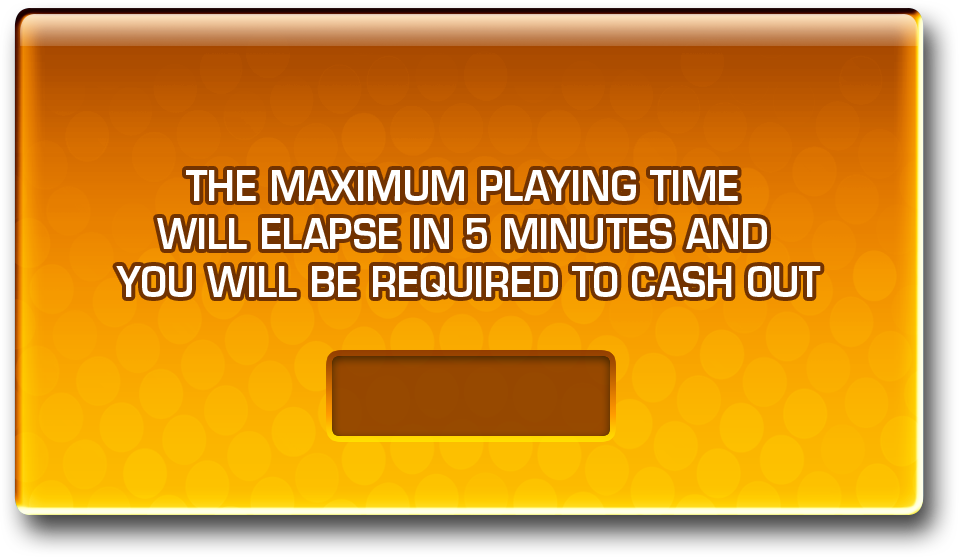 THE MAXIMUM PLAYING TIME
WILL ELAPSE IN 5 MINUTES AND
YOU WILL BE REQUIRED TO CASH OUT